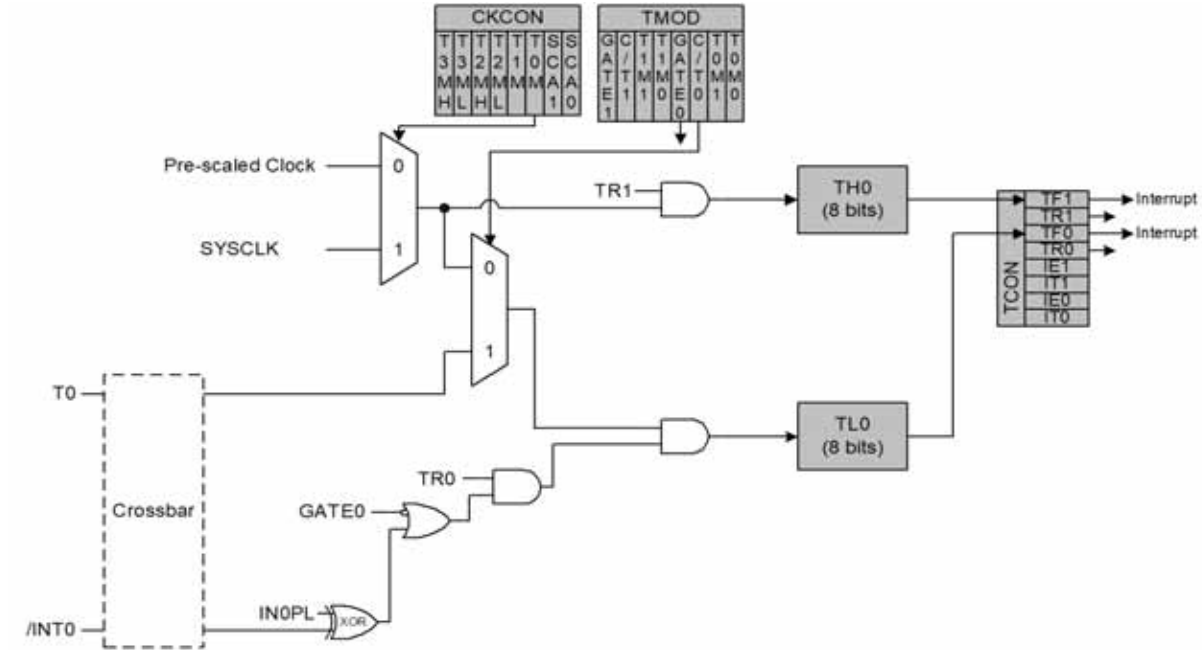 CKCON
T3MH
T3ML
T2MH
T2ML
T1M
T0M
SCA1
SCA0
TMOD
GATE1
C/T1
T1M1
T1M0
GATE0
C/T0
T0M1
T0M0
Pre-scaled Clock
0
SYSCLK
1
TR1
TH0
(8 bits)
TCON
TF1
TR1
TF0
TR0
IE1
IT1
IE0
IT0
Interrupt
Interrupt
0
1
T0
Crossbar
/INT0
TR0
GATE0
IN0PL
XOR
TL0
(8 bits)